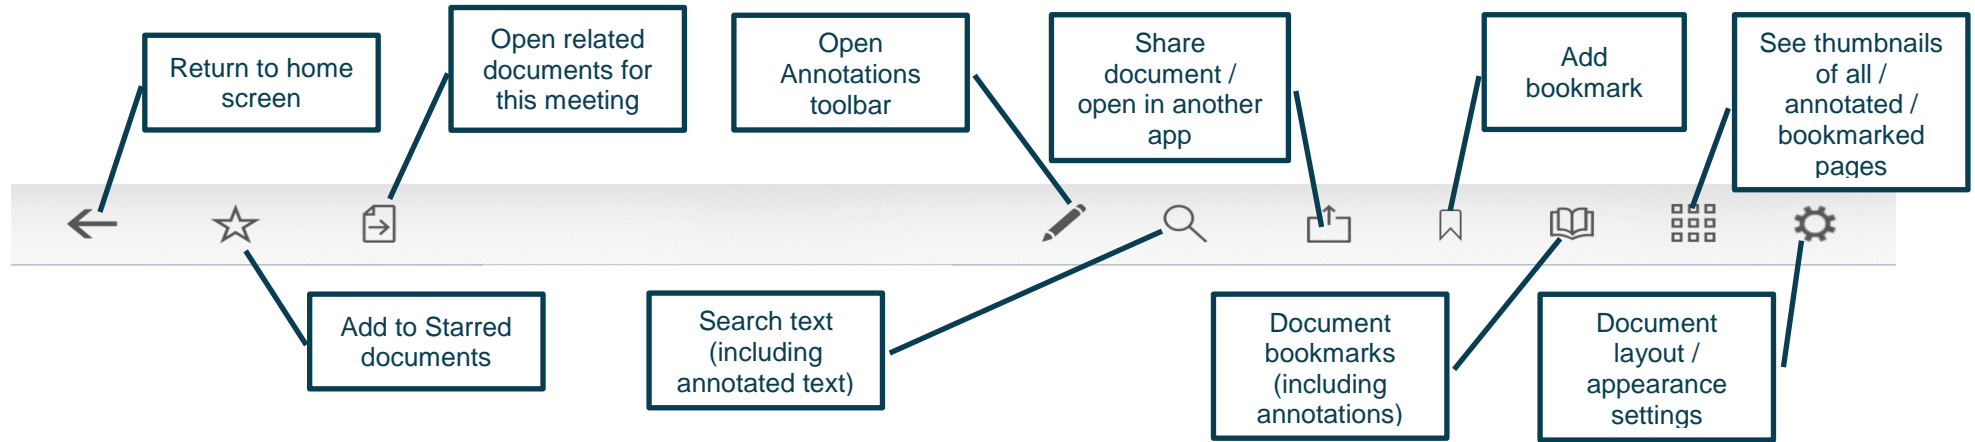 Return to home
screen
Open related
documents for
this meeting
Open
Annotations
toolbar
Share
document /
open in another
app
Add
bookmark
See thumbnails
of all /
annotated /
bookmarked
pages
Add to Starred
documents
Search text
(including
annotated text)
Document
bookmarks
(including
annotations)
Document
layout /
appearance
settings